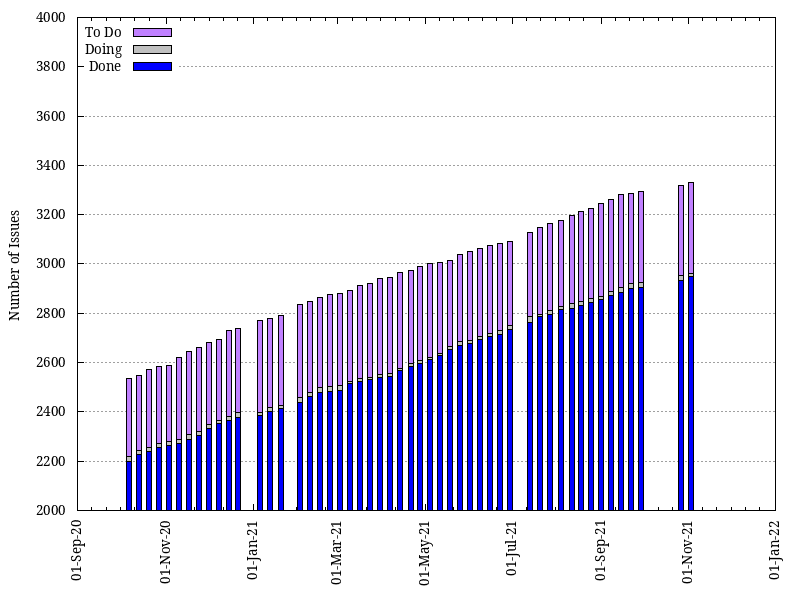 4000
3800
3600
3400
3200
3000
2800
2600
2400
2200
2000
Number of Issues
To Do
Doing
Done
01-Sep-20
01-Nov-20
01-Jan-21
01-Mar-21
01-May-21
01-Jul-21
01-Sep-21
01-Nov-21
01-Jan-22